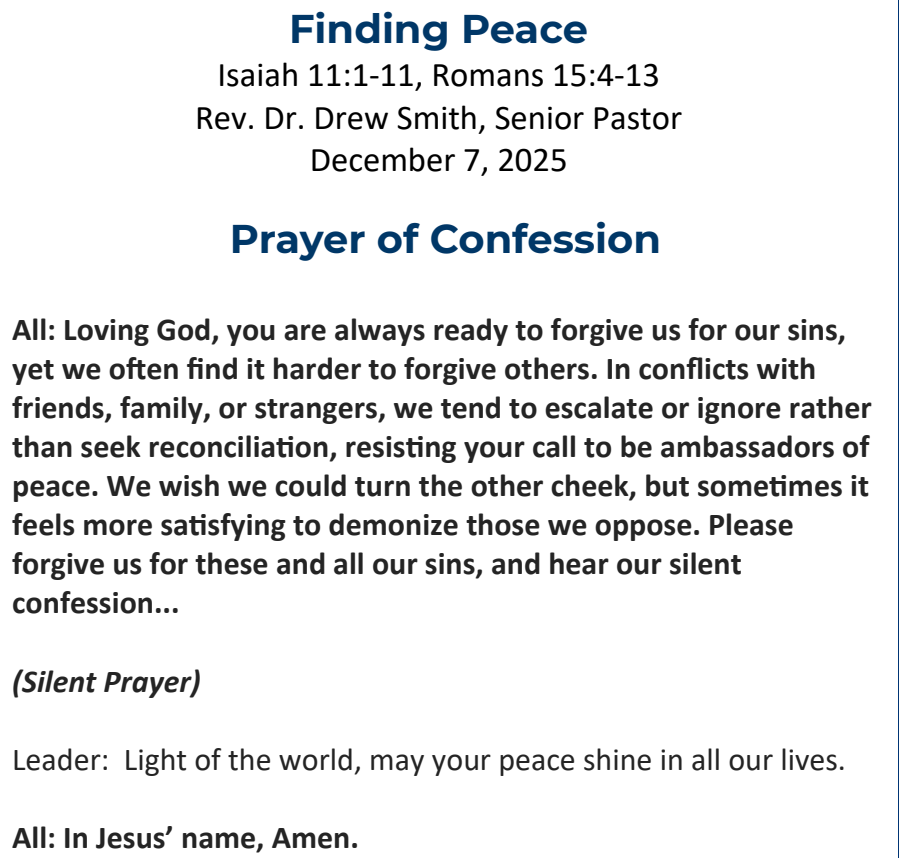 Finding Peace
Isaiah 11:1-11, Romans 15:4-13
Rev. Dr. Drew Smith, Senior Pastor
December 7, 2025
Prayer of Confession
All: Loving God, you are always ready to forgive us for our sins,
yet we often find it harder to forgive others. In conflicts with
friends, family, or strangers, we tend to escalate or ignore rather
than seek reconciliation, resisting your call to be ambassadors of
peace. We wish we could turn the other cheek, but sometimes it
feels more satisfying to demonize those we oppose. Please
forgive us for these and all our sins, and hear our silent
confession...
(Silent Prayer)
Leader:  Light of the world, may your peace shine in all our lives.
All: In Jesus’ name, Amen.